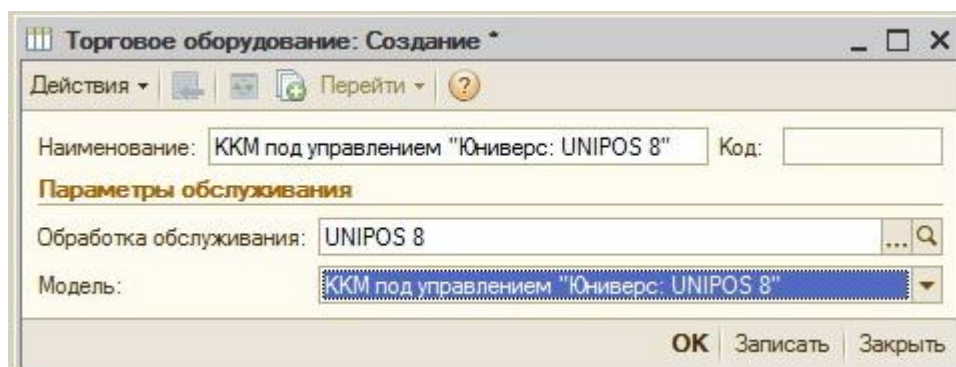 Торговое оборудование: Создание *
Действия Перейти ?
Наименование: ККМ под управлением "Юниверс: UNIPOS 8" Код:
Параметры обслуживания
Обработка обслуживания: UNIPOS 8 ...
Модель: ККМ под управлением "Юниверс: UNIPOS 8"
OK Записать Закрыть